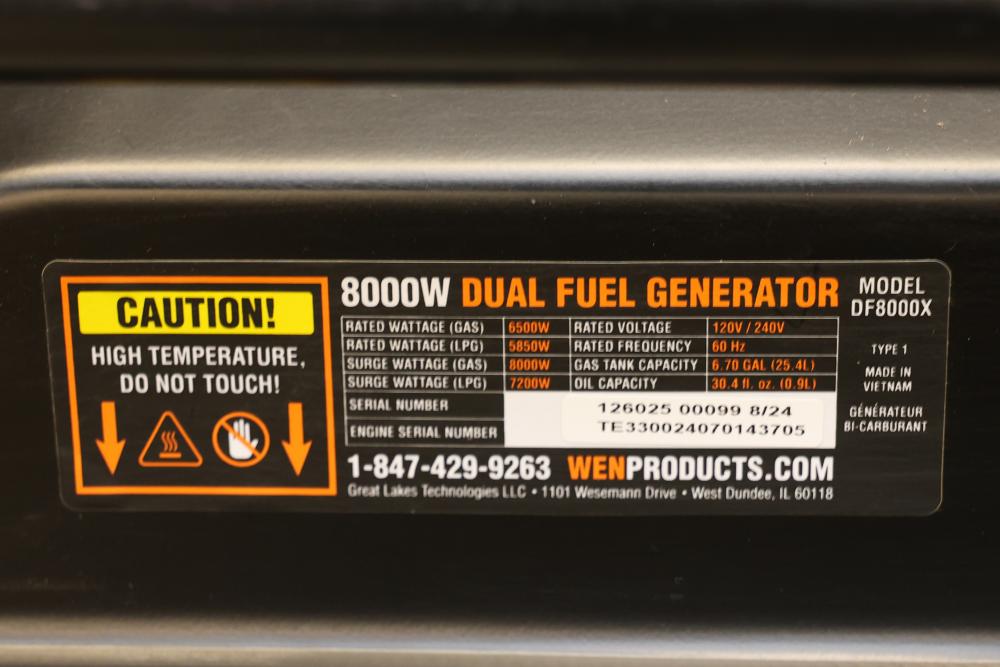 CAUTION!
HIGH TEMPERATURE,
DO NOT TOUCH!
8000W DUAL FUEL GENERATOR
RATED WATTAGE (GAS) 6500W RATED VOLTAGE 120V / 240V
RATED WATTAGE (LPG) 5850W RATED FREQUENCY 60 Hz
SURGE WATTAGE (GAS) 8000W GAS TANK CAPACITY 6.70 GAL (25.4L)
SURGE WATTAGE (LPG) 7200W OIL CAPACITY 30.4 fl. oz. (0.9L)
SERIAL NUMBER 126025 00099 8/24
ENGINE SERIAL NUMBER TE330024070143705
1-847-429-9263 WENPRODUCTS.COM
Great Lakes Technologies LLC • 1101 Wesemann Drive • West Dundee, IL 60118
MODEL
DF8000X
TYPE 1
MADE IN
VIETNAM
GÉNÉRATEUR
BI-CARBURANT